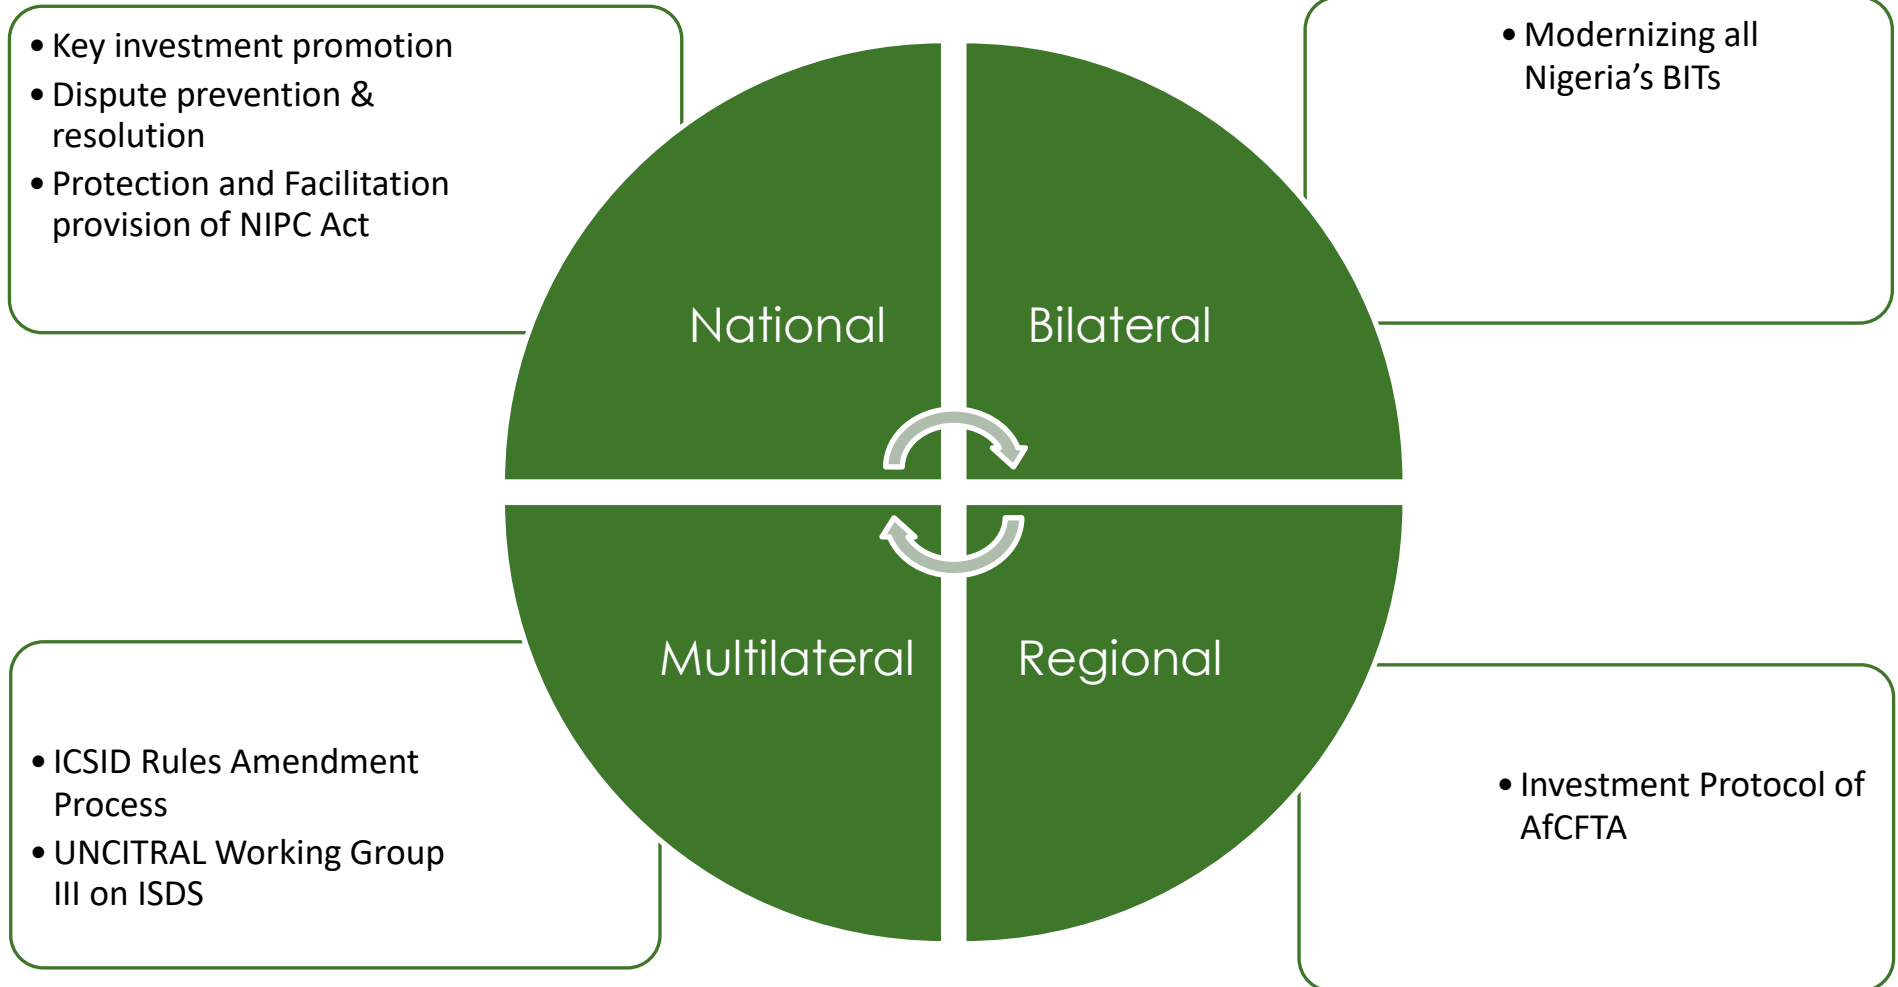 • Key investment promotion
• Dispute prevention &
resolution
• Protection and Facilitation
provision of NIPC Act
• Modernizing all
Nigeria’s BITs
National
Bilateral
Multilateral
Regional
• ICSID Rules Amendment
Process
• UNCITRAL Working Group
III on ISDS
• Investment Protocol of
AfCFTA